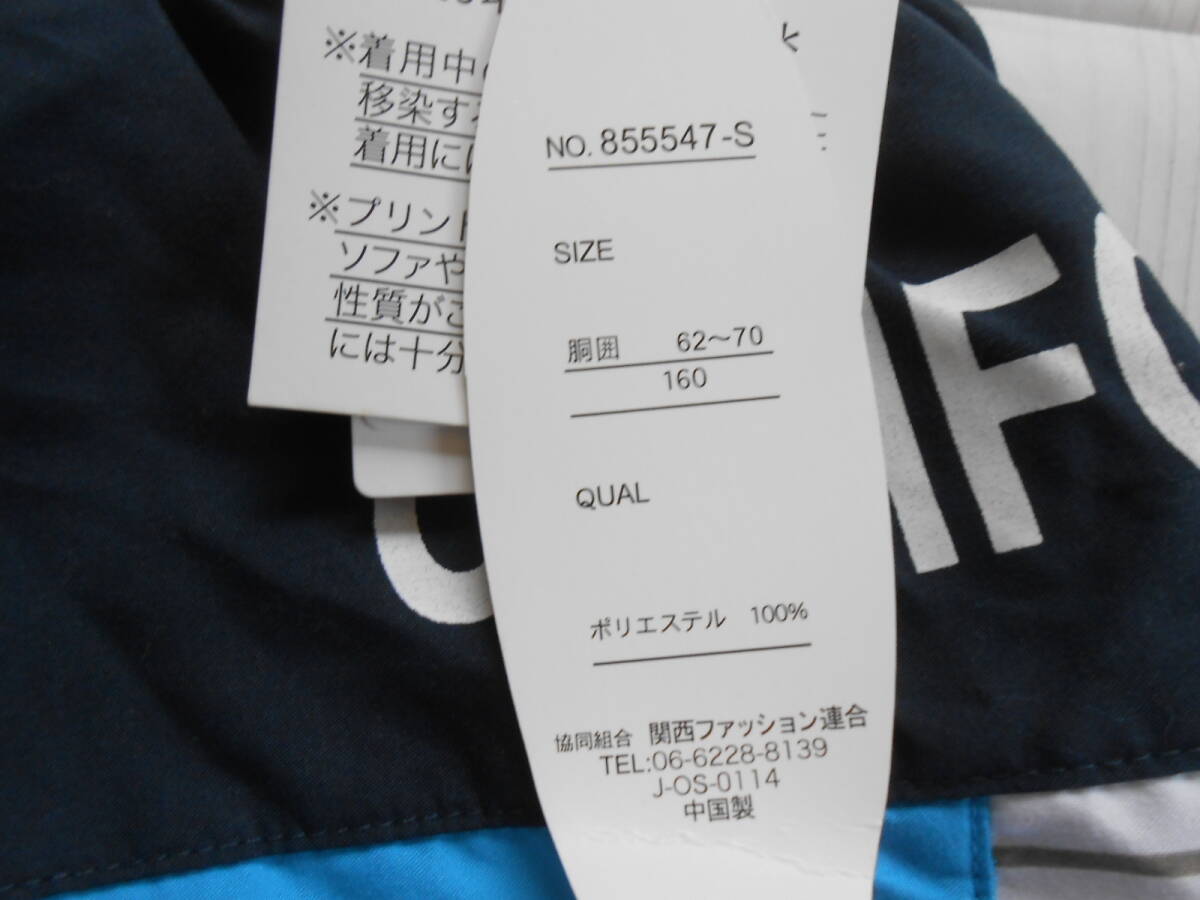 ※着用中
移染す
着用に
※プリント
ソファや
性質が
には十分
NO. 855547-S
SIZE
胴囲 62〜70
160
QUAL
ポリエステル 100%
協同組合 関西ファッション連合
TEL:06-6228-8139
J-OS-0114
中国製